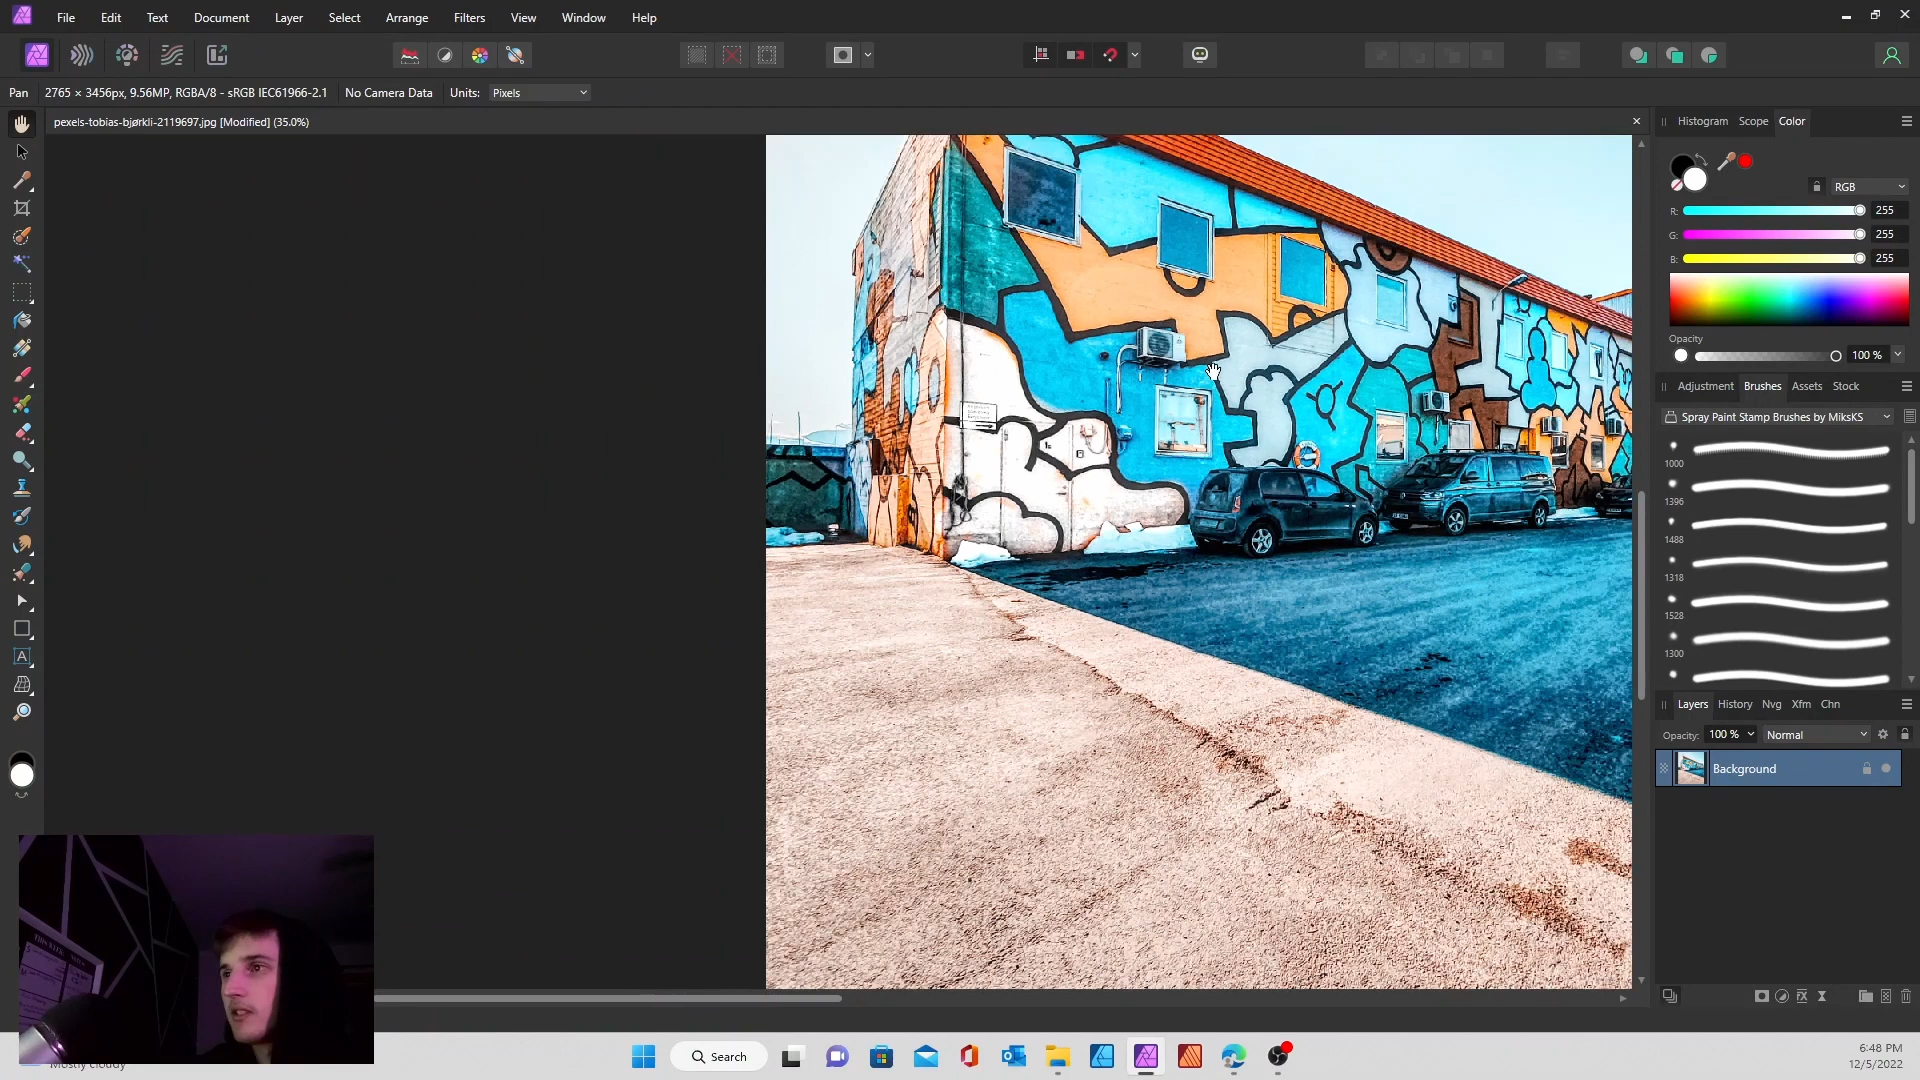 File Edit Text Document Layer Select Arrange Filters View Window Help
Pan 2765 × 3456px, 9.56MP, RGBA/8 - sRGB IEC61966-2.1 No Camera Data Units: Pixels
pexels-tobias-bjørkli-2119697.jpg [Modified] (35.0%)
Histogram Scope Color
RGB
R: 255
G: 255
B: 255
Opacity
100 %
Adjustment Brushes Assets Stock
Spray Paint Stamp Brushes by MiksKS
1000
1396
1488
1318
1528
1300
Layers History Nvg Xfm Chn
Opacity: 100 % Normal
Background
THIS WEEK
Mostly cloudy
Search
6:48 PM
12/5/2022